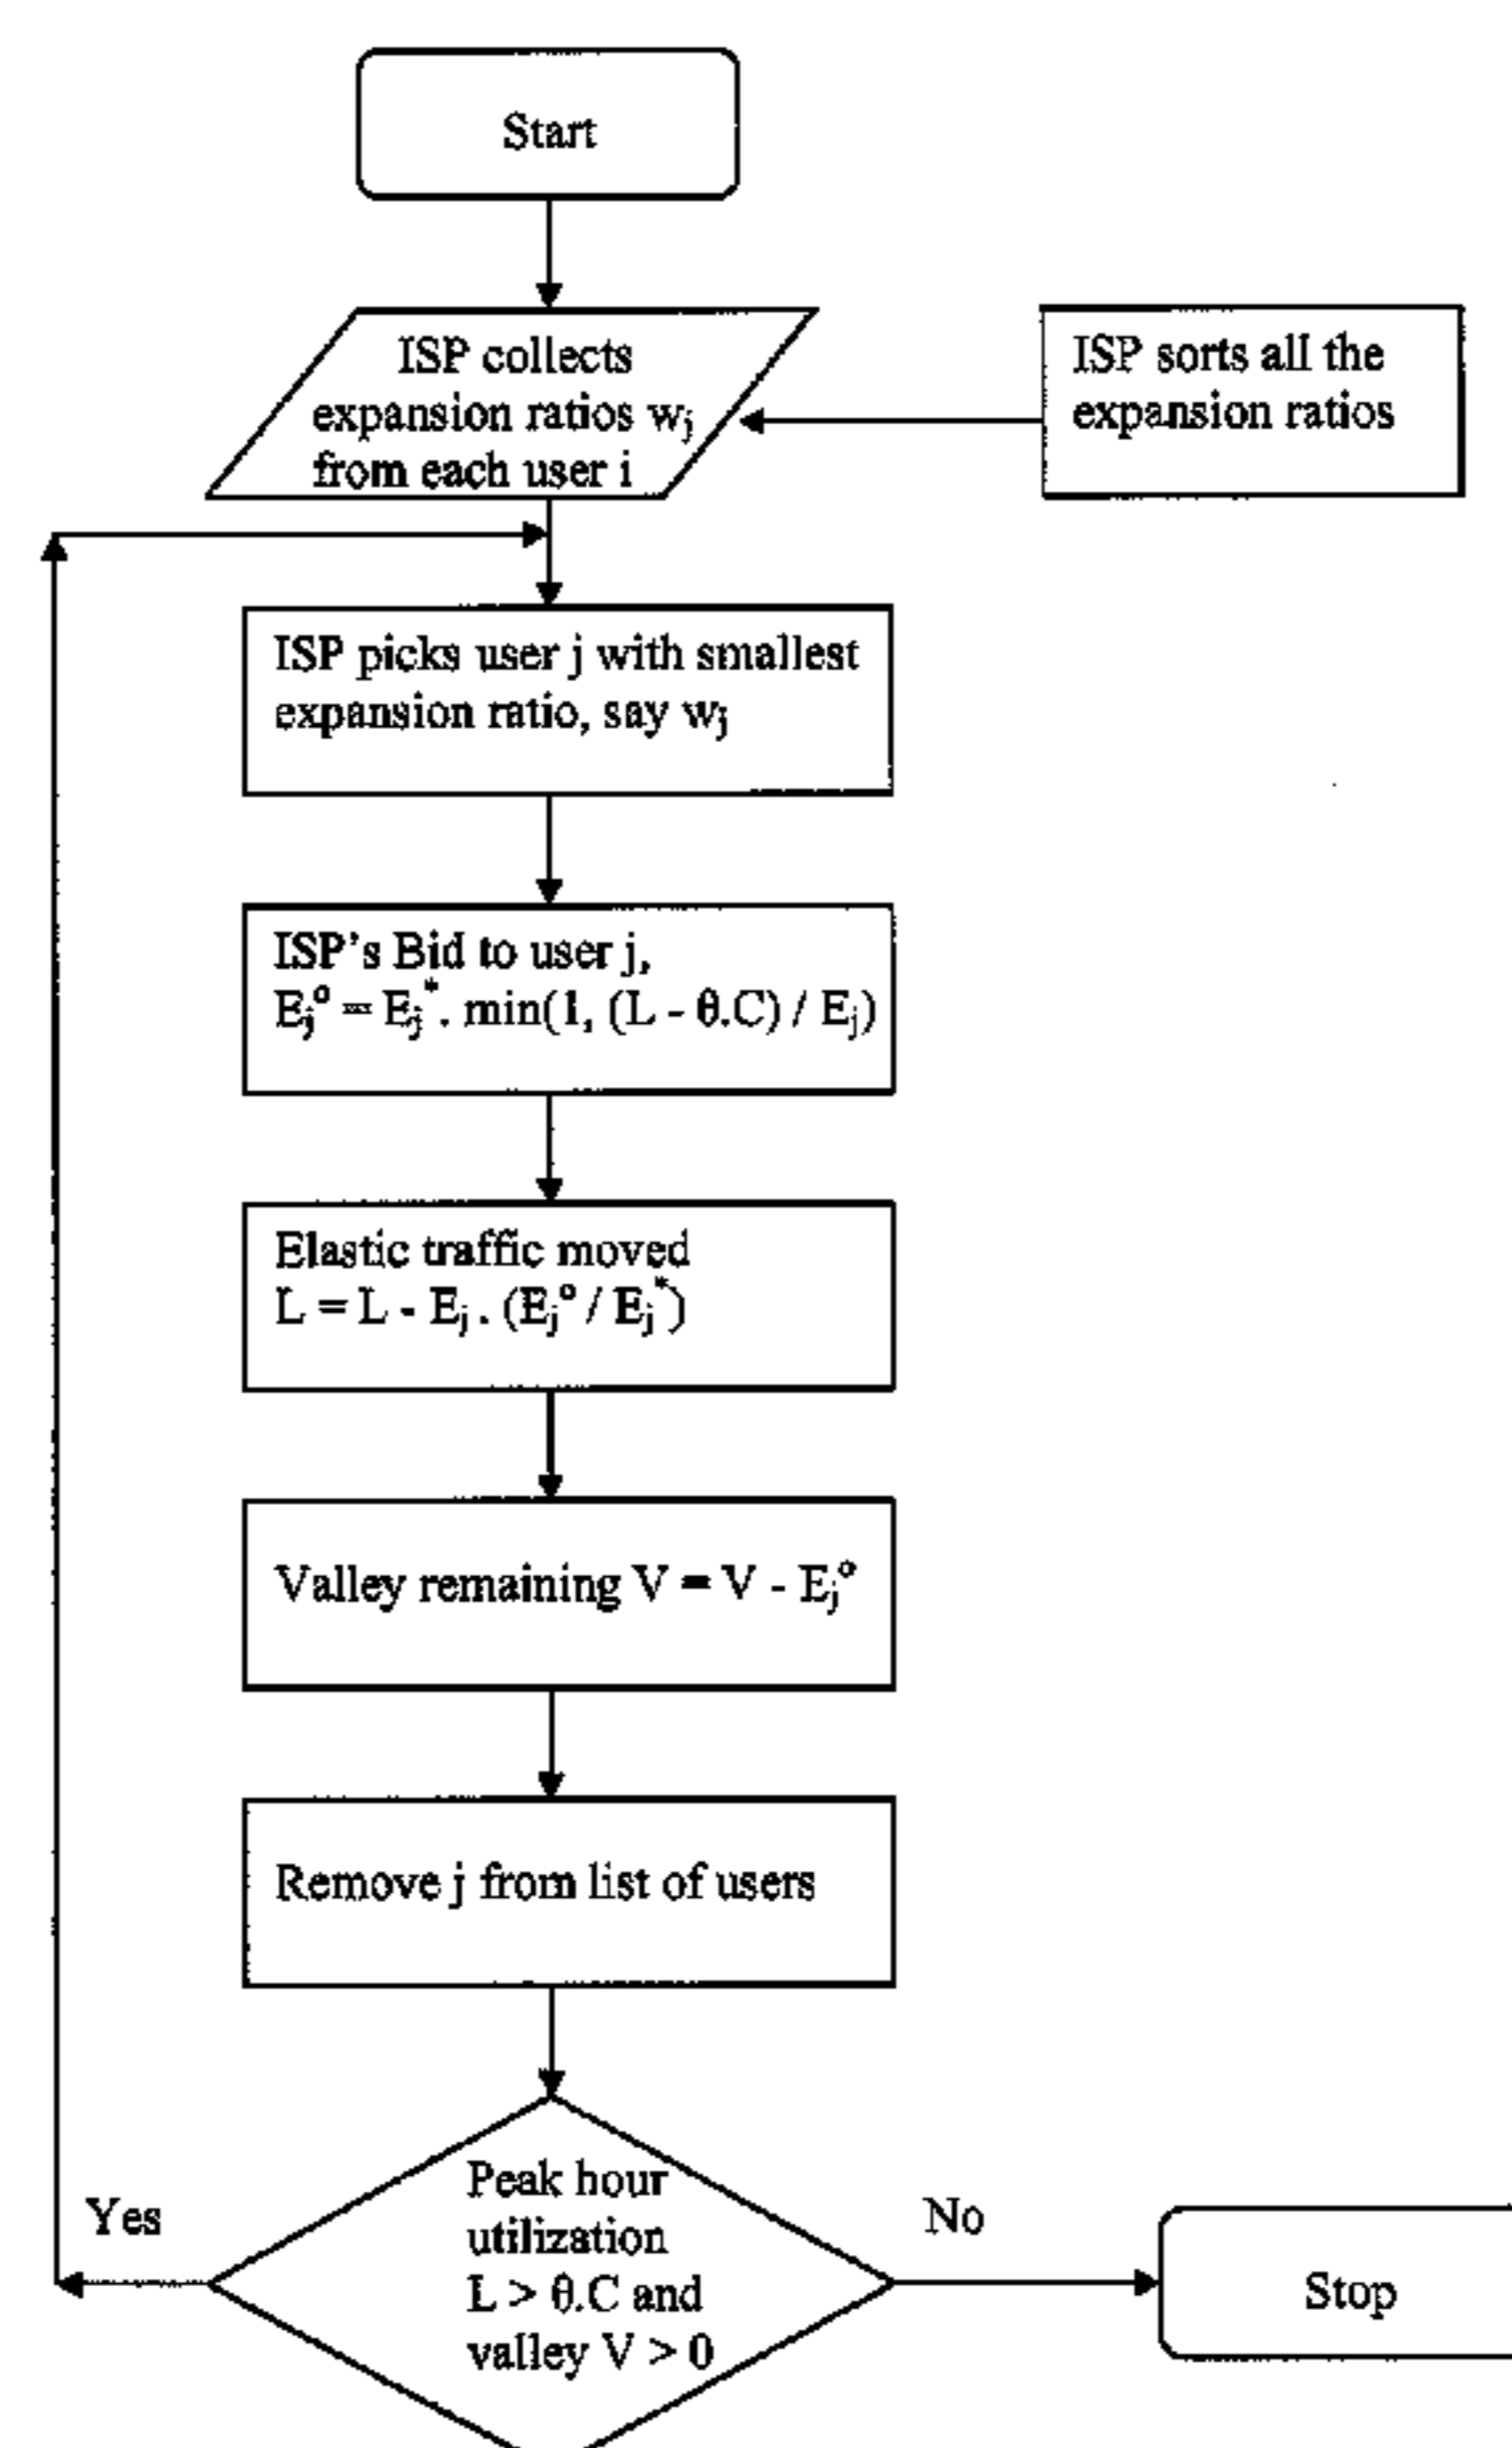 Start
ISP collects
expansion ratios wj
from each user i
ISP sorts all the
expansion ratios
ISP picks user j with smallest
expansion ratio, say wj
ISP's Bid to user j,
Ej° = Ej*. min(1, (L - θ.C) / Ej)
Elastic traffic moved
L = L - Ej . (Ej° / Ej*)
Valley remaining V = V - Ej°
Remove j from list of users
Peak hour
utilization
L > θ.C and
valley V > 0
Yes
No
Stop